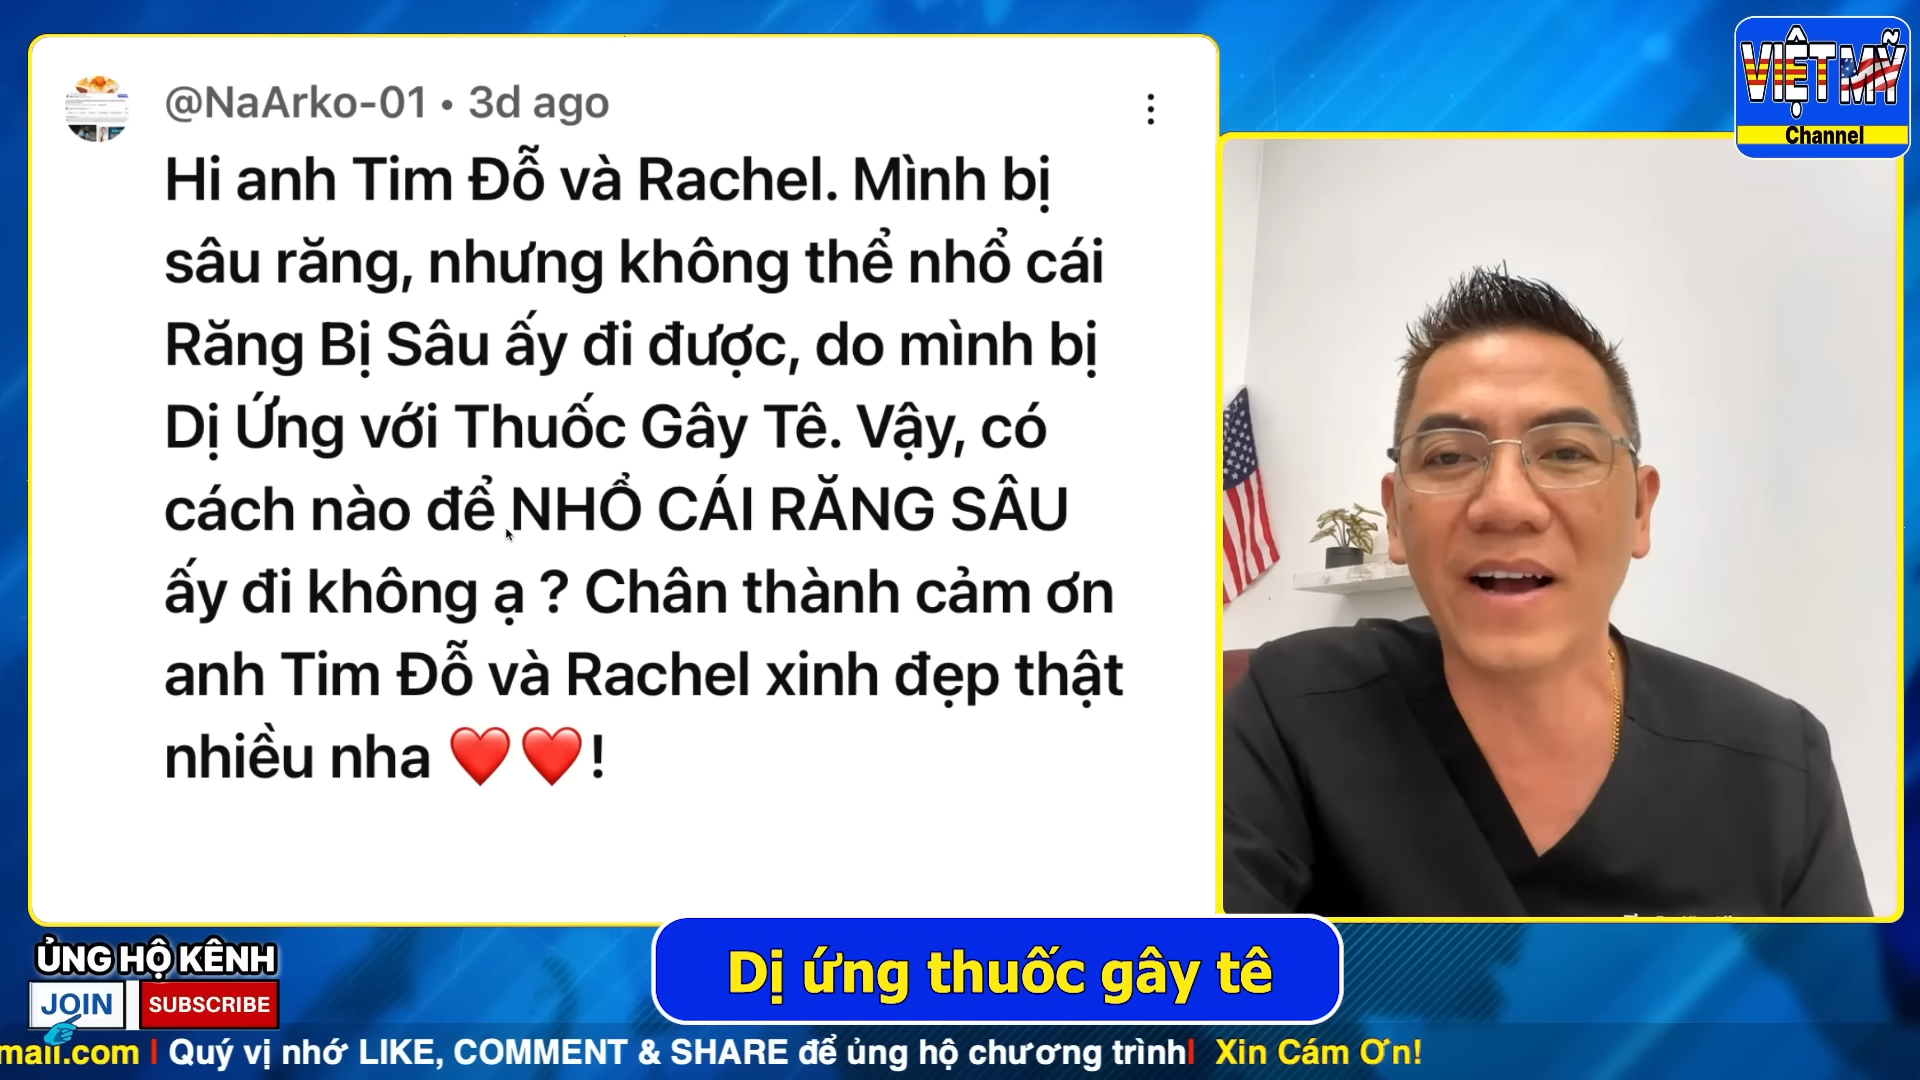 @NaArko-01 • 3d ago
Hi anh Tim Đỗ và Rachel. Mình bị
sâu răng, nhưng không thể nhổ cái
Răng Bị Sâu ấy đi được, do mình bị
Dị Ứng với Thuốc Gây Tê. Vậy, có
cách nào để NHỔ CÁI RĂNG SÂU
ấy đi không ạ ? Chân thành cảm ơn
anh Tim Đỗ và Rachel xinh đẹp thật
nhiều nha ❤️❤️!
VIỆT MỸ
Channel
Dị ứng thuốc gây tê
ỦNG HỘ KÊNH
JOIN SUBSCRIBE
mail.com | Quý vị nhớ LIKE, COMMENT & SHARE để ủng hộ chương trình| Xin Cám Ơn!